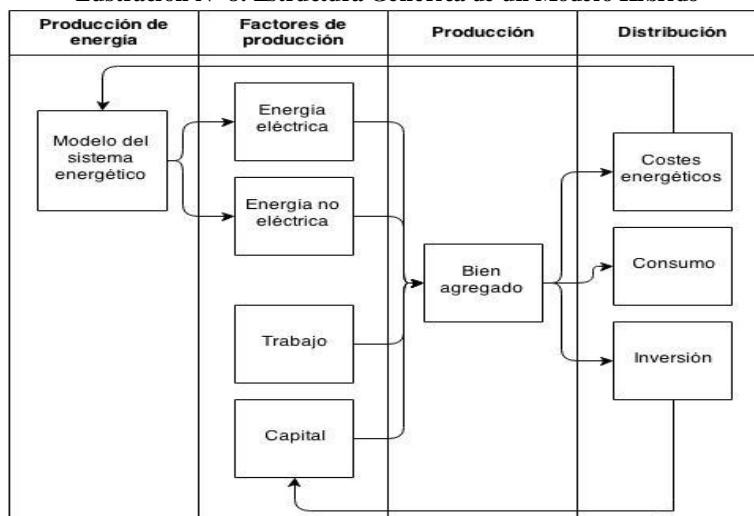 Producción de
energía
Factores de
producción
Producción
Distribución
Modelo del
sistema
energético
Energía
eléctrica
Energía no
eléctrica
Trabajo
Capital
Bien
agregado
Costes
energéticos
Consumo
Inversión